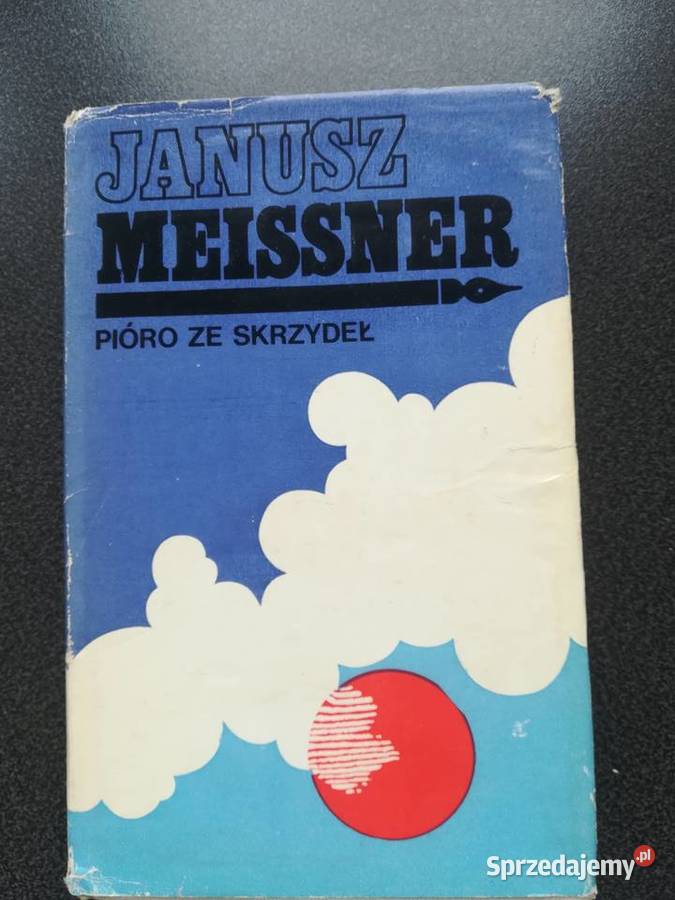 JANUSZ
MEISSNER
PIÓRO ZE SKRZYDEŁ
Sprzedajemy.pl